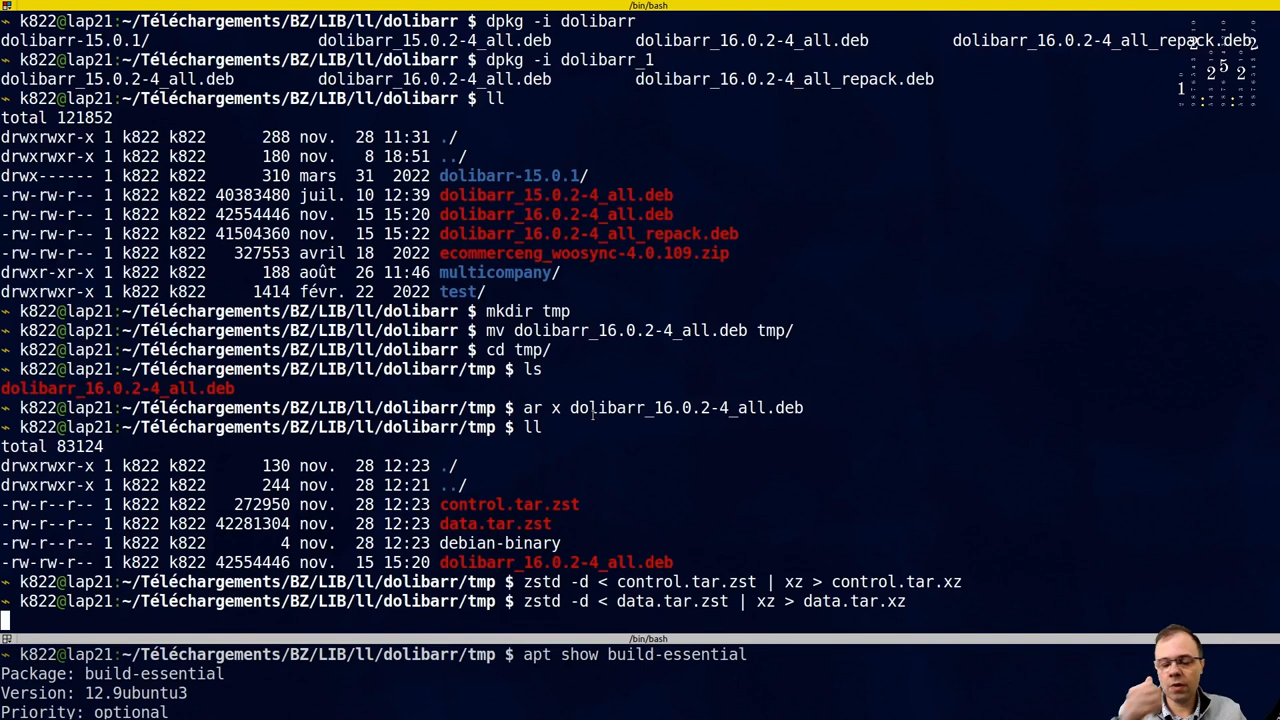 /bin/bash
~ k822@lap21:~/Téléchargements/BZ/LIB/ll/dolibarr $ dpkg -i dolibarr
dolibarr-15.0.1/ dolibarr_15.0.2-4_all.deb dolibarr_16.0.2-4_all.deb dolibarr_16.0.2-4_all_repack.deb
~ k822@lap21:~/Téléchargements/BZ/LIB/ll/dolibarr $ dpkg -i dolibarr_1
dolibarr_15.0.2-4_all.deb dolibarr_16.0.2-4_all.deb dolibarr_16.0.2-4_all_repack.deb
~ k822@lap21:~/Téléchargements/BZ/LIB/ll/dolibarr $ ll
total 121852
drwxrwxr-x 1 k822 k822 288 nov. 28 11:31 ./
drwxrwxr-x 1 k822 k822 180 nov. 8 18:51 ../
drwx------ 1 k822 k822 310 mars 31 2022 dolibarr-15.0.1/
-rw-rw-r-- 1 k822 k822 40383480 juil. 10 12:39 dolibarr_15.0.2-4_all.deb
-rw-rw-r-- 1 k822 k822 42554446 nov. 15 15:20 dolibarr_16.0.2-4_all.deb
-rw-rw-r-- 1 k822 k822 41504360 nov. 15 15:22 dolibarr_16.0.2-4_all_repack.deb
-rw-rw-r-- 1 k822 k822 327553 avril 18 2022 ecommerceng_woosync-4.0.109.zip
drwxr-xr-x 1 k822 k822 188 août 26 11:46 multicompany/
drwxrwxr-x 1 k822 k822 1414 févr. 22 2022 test/
~ k822@lap21:~/Téléchargements/BZ/LIB/ll/dolibarr $ mkdir tmp
~ k822@lap21:~/Téléchargements/BZ/LIB/ll/dolibarr $ mv dolibarr_16.0.2-4_all.deb tmp/
~ k822@lap21:~/Téléchargements/BZ/LIB/ll/dolibarr $ cd tmp/
~ k822@lap21:~/Téléchargements/BZ/LIB/ll/dolibarr/tmp $ ls
dolibarr_16.0.2-4_all.deb
~ k822@lap21:~/Téléchargements/BZ/LIB/ll/dolibarr/tmp $ ar x dolibarr_16.0.2-4_all.deb
~ k822@lap21:~/Téléchargements/BZ/LIB/ll/dolibarr/tmp $ ll
total 83124
drwxrwxr-x 1 k822 k822 130 nov. 28 12:23 ./
drwxrwxr-x 1 k822 k822 244 nov. 28 12:21 ../
-rw-r--r-- 1 k822 k822 272950 nov. 28 12:23 control.tar.zst
-rw-r--r-- 1 k822 k822 42281304 nov. 28 12:23 data.tar.zst
-rw-r--r-- 1 k822 k822 4 nov. 28 12:23 debian-binary
-rw-rw-r-- 1 k822 k822 42554446 nov. 15 15:20 dolibarr_16.0.2-4_all.deb
~ k822@lap21:~/Téléchargements/BZ/LIB/ll/dolibarr/tmp $ zstd -d < control.tar.zst | xz > control.tar.xz
~ k822@lap21:~/Téléchargements/BZ/LIB/ll/dolibarr/tmp $ zstd -d < data.tar.zst | xz > data.tar.xz
/bin/bash
~ k822@lap21:~/Téléchargements/BZ/LIB/ll/dolibarr/tmp $ apt show build-essential
Package: build-essential
Version: 12.9ubuntu3
Priority: optional